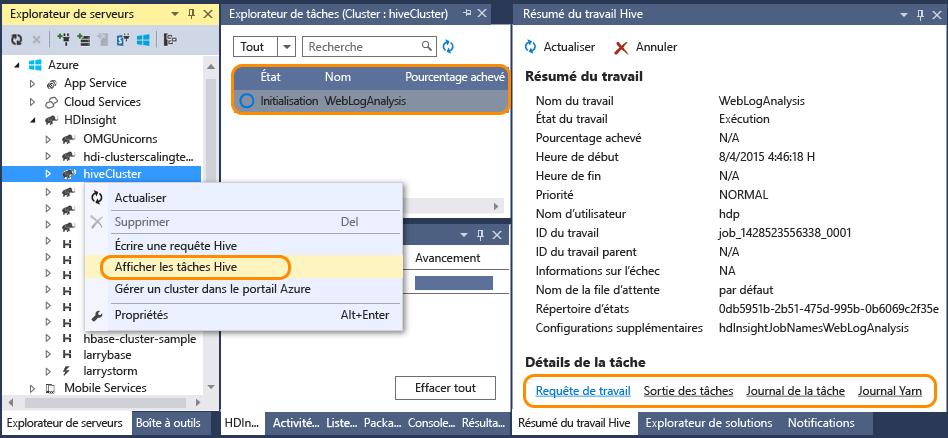 Explorateur de serveurs
Azure
App Service
Cloud Services
HDInsight
OMGUnicorns
hdi-clusterscalingte...
hiveCluster
Actualiser
Supprimer Del
Écrire une requête Hive
Afficher les tâches Hive
Gérer un cluster dans le portail Azure
Propriétés Alt+Enter
hbase-cluster-sample
larrybase
larrystorm
Mobile Services
Explorateur de serveurs Boîte à outils
Explorateur de tâches (Cluster : hiveCluster)
Tout Recherche
État Nom Pourcentage achevé
Initialisation WebLogAnalysis
Avancement
Effacer tout
HDIn... Activité... Liste... Packa... Console... Résulta...
Résumé du travail Hive
Actualiser Annuler
Résumé du travail
Nom du travail WebLogAnalysis
État du travail Exécution
Pourcentage achevé N/A
Heure de début 8/4/2015 4:46:18 H
Heure de fin N/A
Priorité NORMAL
Nom d'utilisateur hdp
ID du travail job_1428523556338_0001
ID du travail parent N/A
Informations sur l'échec NA
Nom de la file d'attente par défaut
Répertoire d'états 0db5951b-2b51-475d-995b-0b6069c2f35e
Configurations supplémentaires hdInsightJobNamesWebLogAnalysis
Détails de la tâche
Requête de travail Sortie des tâches Journal de la tâche Journal Yarn
Résumé du travail Hive Explorateur de solutions Notifications